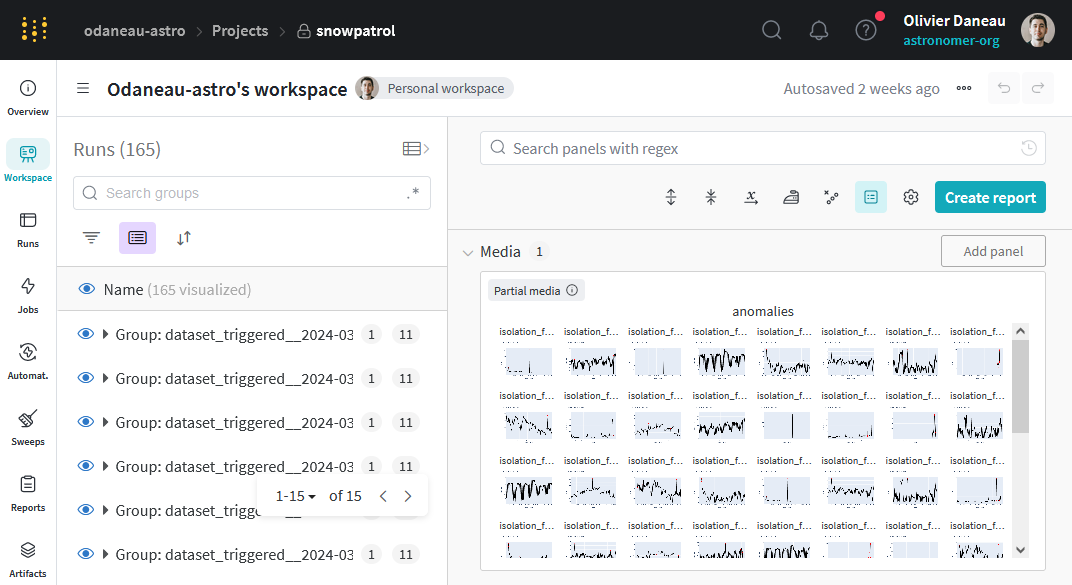 odaneau-astro > Projects > snowpatrol
Olivier Daneau
astronomer-org
Overview
Workspace
Runs
Jobs
Automat.
Sweeps
Reports
Artifacts
Odaneau-astro's workspace
Personal workspace
Autosaved 2 weeks ago
Runs (165)
Search groups
.*
Name (165 visualized)
Group: dataset_triggered__2024-03 1 11
Group: dataset_triggered__2024-03 1 11
Group: dataset_triggered__2024-03 1 11
Group: dataset_triggered__2024-03 1 11
Group: dataset_trigge
Group: dataset_triggered__2024-03 1 11
1-15 of 15
Search panels with regex
Create report
Media 1
Add panel
Partial media
anomalies
isolation_f... isolation_f... isolation_f... isolation_f... isolation_f... isolation_f... isolation_f... isolation_f...
isolation_f... isolation_f... isolation_f... isolation_f... isolation_f... isolation_f... isolation_f... isolation_f...
isolation_f... isolation_f... isolation_f... isolation_f... isolation_f... isolation_f... isolation_f... isolation_f...
isolation_f... isolation_f... isolation_f... isolation_f... isolation_f... isolation_f... isolation_f... isolation_f...